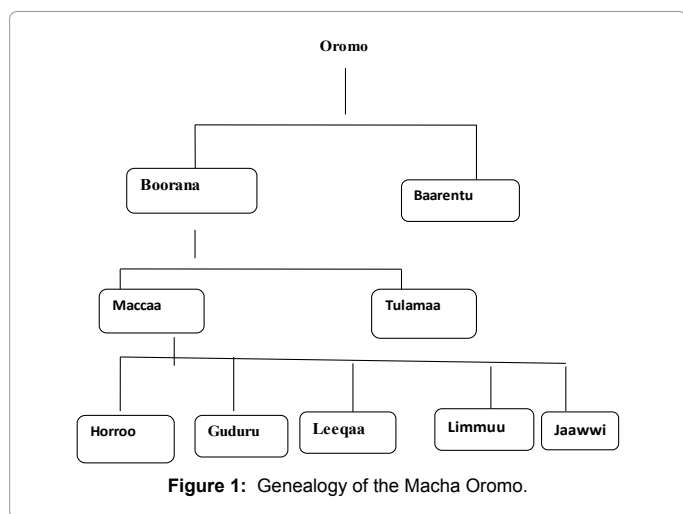 Oromo
Boorana
Baarentu
Maccaa
Tulamaa
Horroo
Guduru
Leeqaa
Limmuu
Jaawwi
Figure 1: Genealogy of the Macha Oromo.